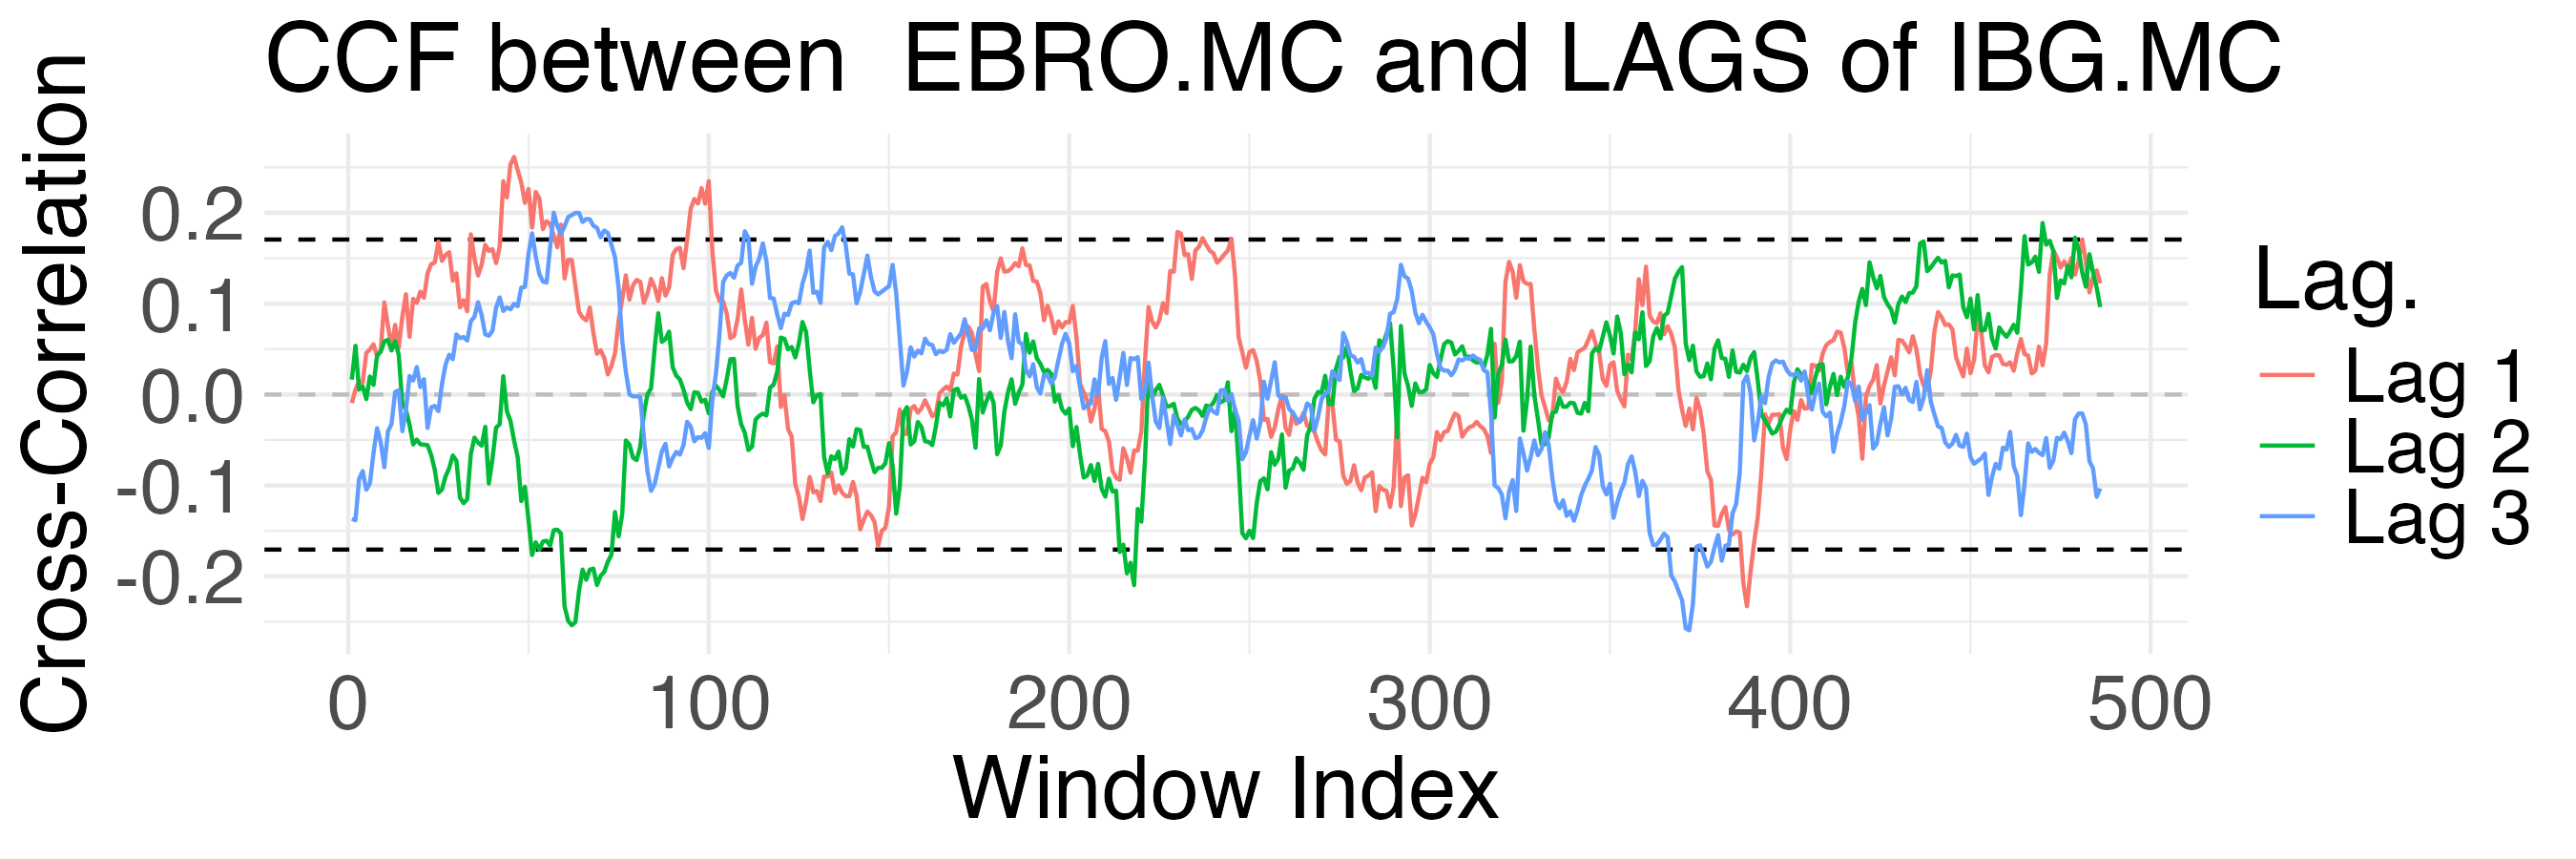 CCF between  EBRO.MC and LAGS of IBG.MC
Cross-Correlation
0.2
0.1
0.0
-0.1
-0.2
0 100 200 300 400 500
Window Index
Lag.
Lag 1
Lag 2
Lag 3